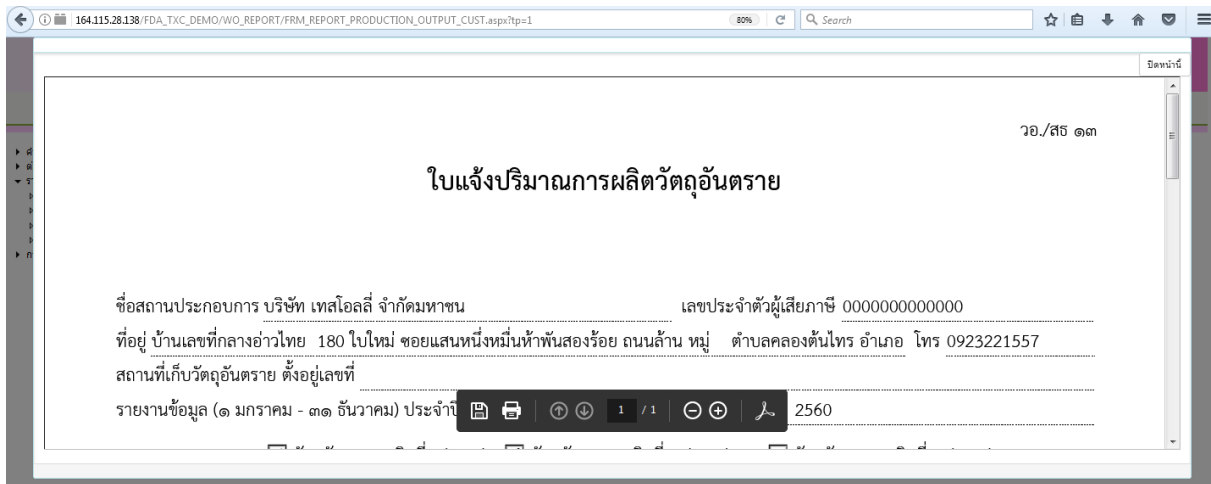 164.115.28.138/FDA_TXC_DEMO/WO_REPORT/FRM_REPORT_PRODUCTION_OUTPUT_CUST.aspx?tp=1 80% Search
ปิดหน้านี้
วอ./สธ ๑๓
ใบแจ้งปริมาณการผลิตวัตถุอันตราย
ชื่อสถานประกอบการ บริษัท เทสโอลลี่ จำกัดมหาชน เลขประจำตัวผู้เสียภาษี 0000000000000
ที่อยู่ บ้านเลขที่กลางอ่าวไทย 180 ใบใหม่ ซอยแสนหนึ่งหมื่นห้าพันสองร้อย ถนนล้าน หมู่ ตำบลคลองต้นไทร อำเภอ โทร 0923221557
สถานที่เก็บวัตถุอันตราย ตั้งอยู่เลขที่
รายงานข้อมูล (๑ มกราคม - ๓๑ ธันวาคม) ประจำปี 2560
1 / 1